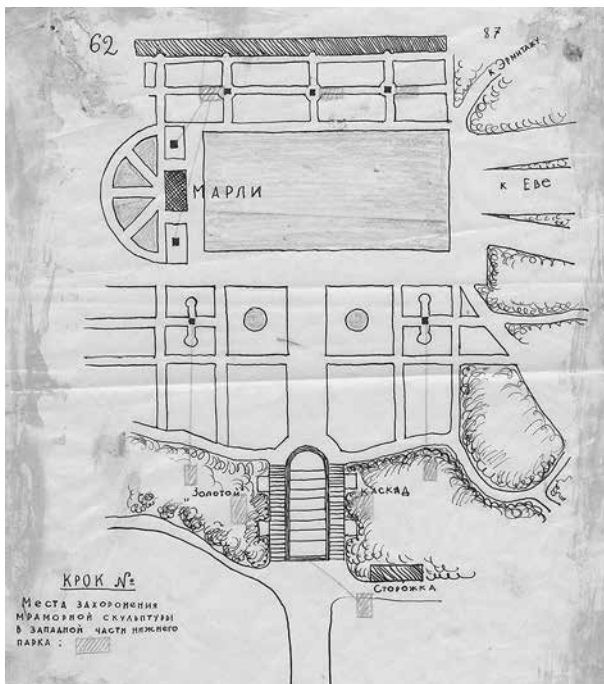 62
87
к Эрмитажу
Марли
к Еве
"Золотой"
каскад
Сторожка
КРОК №
Места захоронения
мраморной скульптуры
в западной части нижнего
парка: